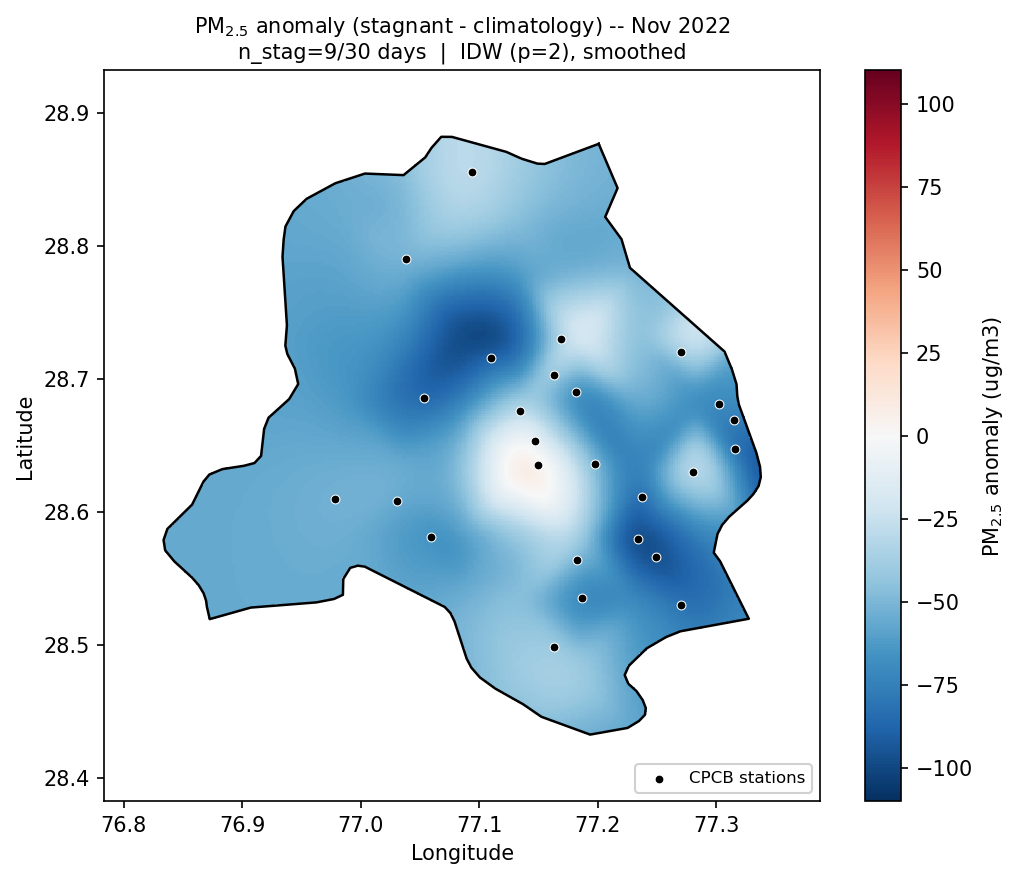 PM2.5 anomaly (stagnant - climatology) -- Nov 2022
n_stag=9/30 days | IDW (p=2), smoothed
Latitude
28.9
28.8
28.7
28.6
28.5
28.4
76.8 76.9 77.0 77.1 77.2 77.3
Longitude
CPCB stations
100
75
50
25
0
−25
−50
−75
−100
PM2.5 anomaly (ug/m3)